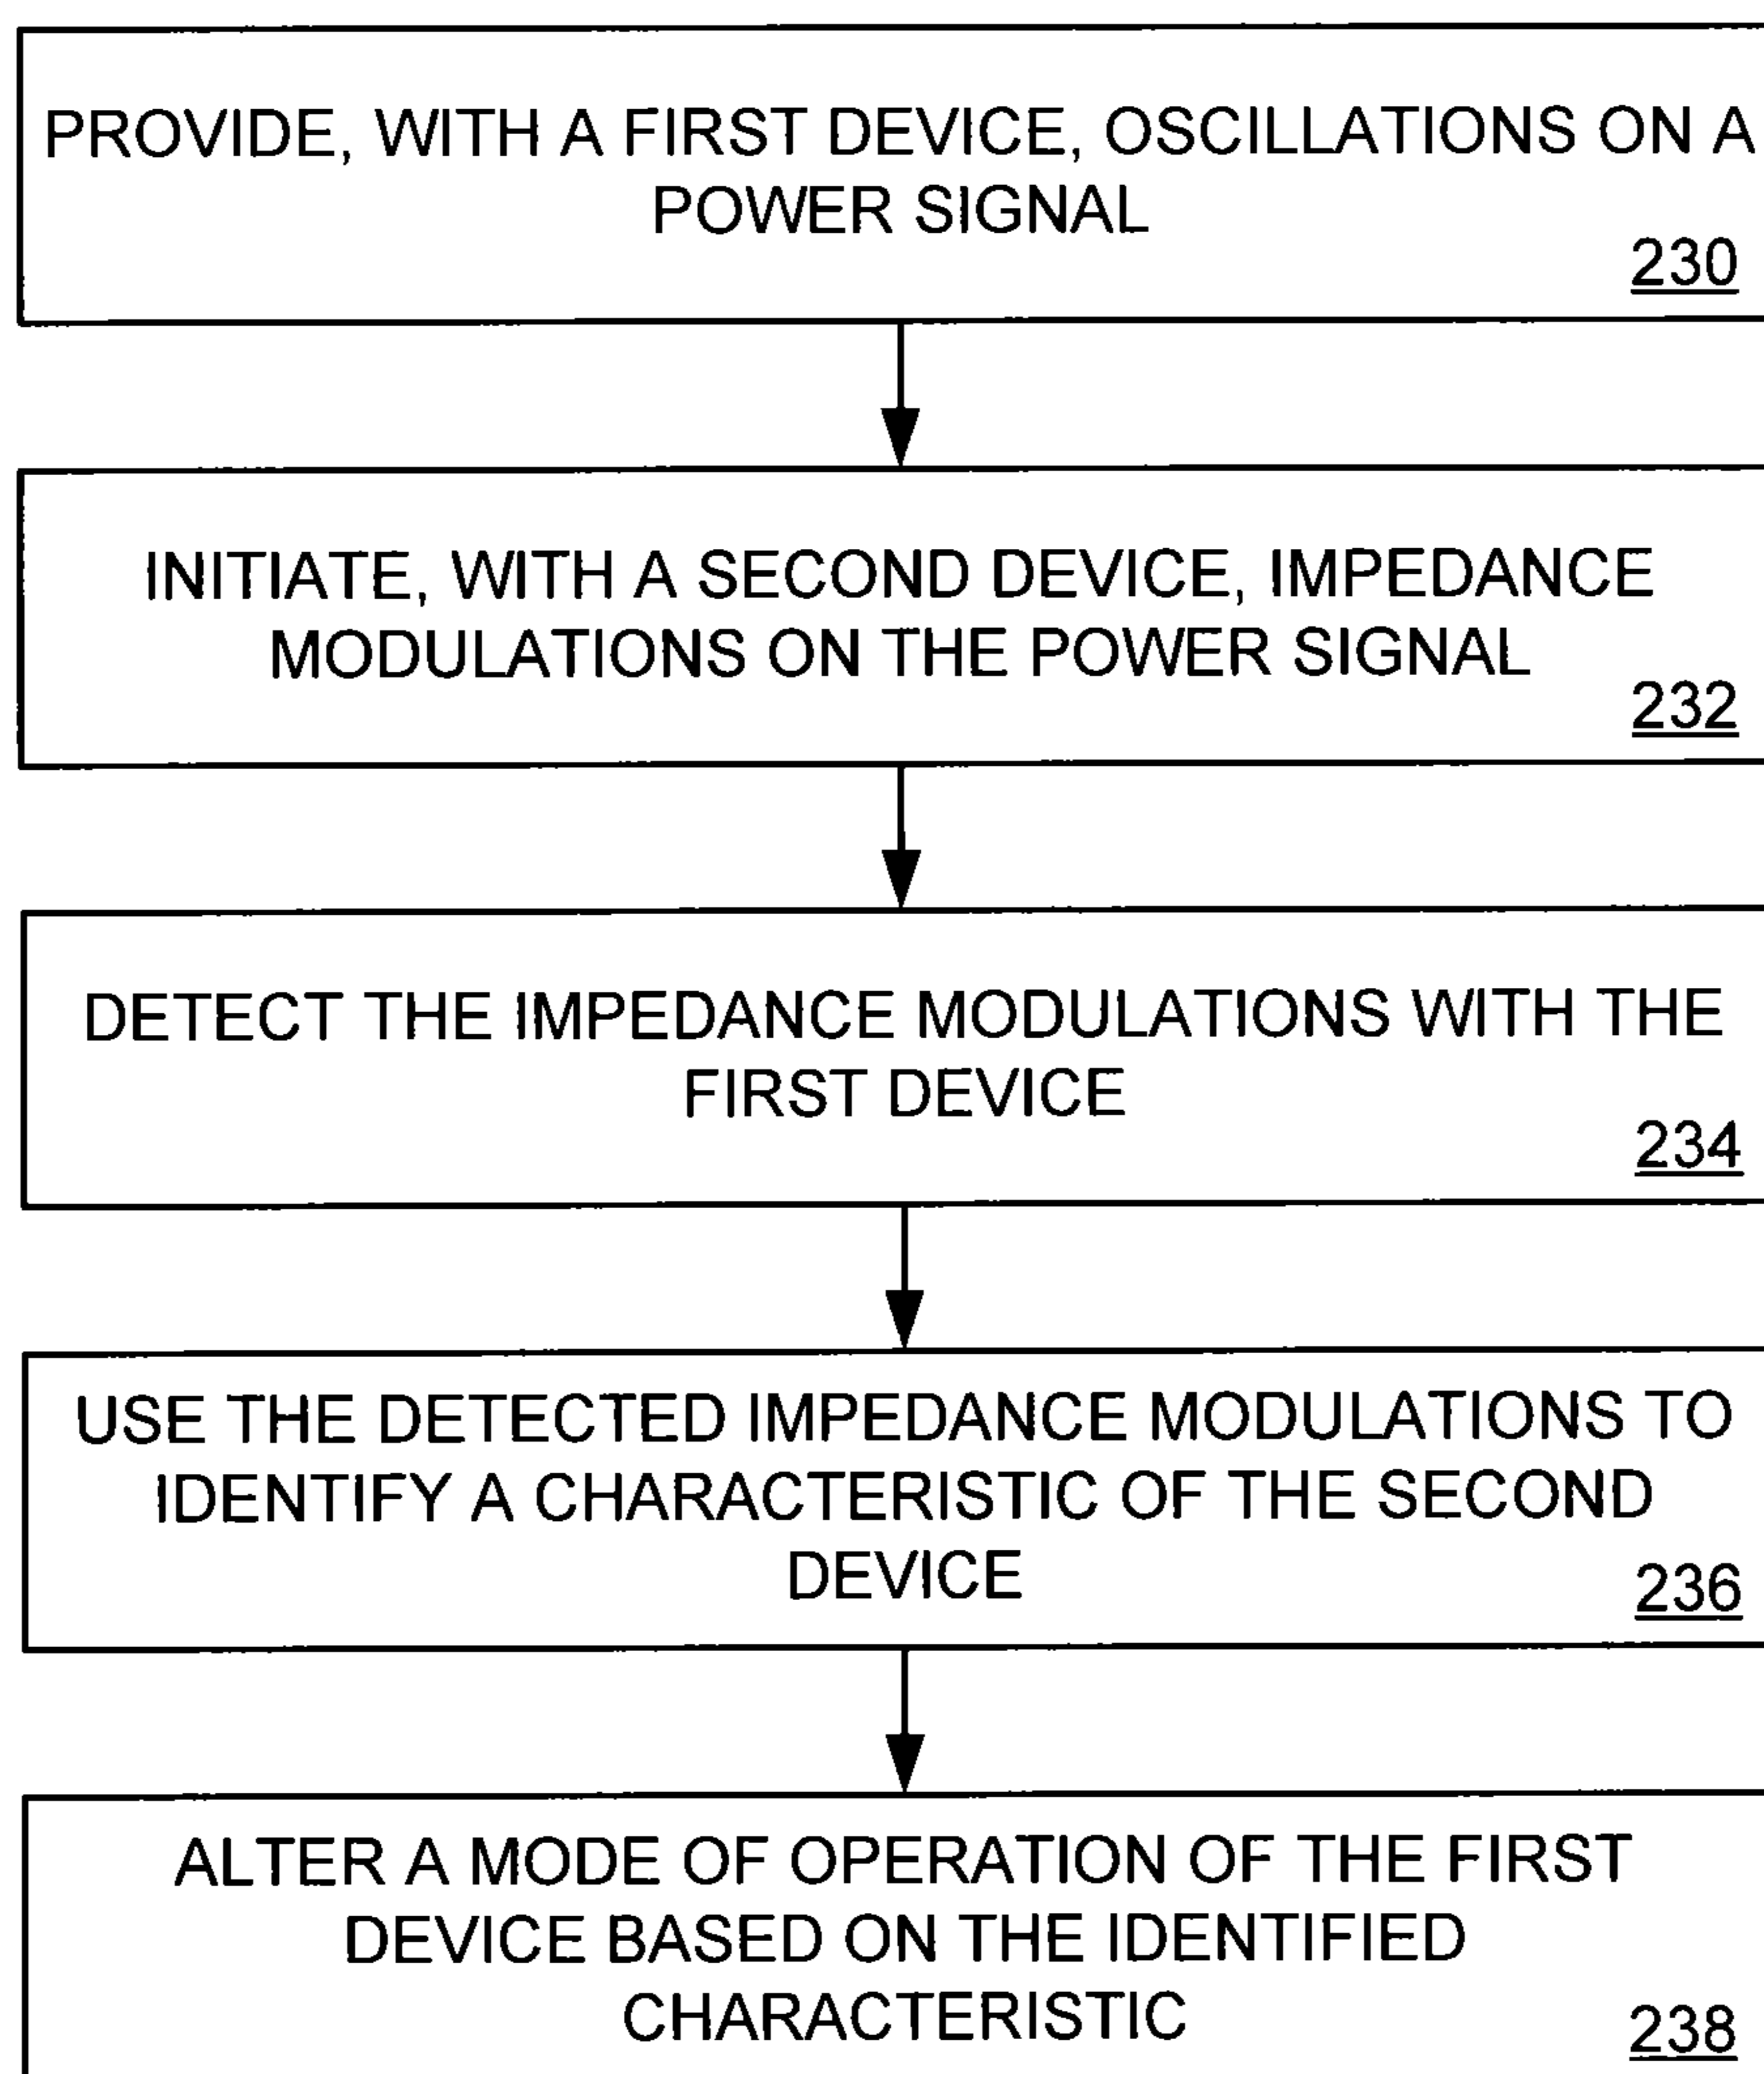 PROVIDE, WITH A FIRST DEVICE, OSCILLATIONS ON A
POWER SIGNAL
230
INITIATE, WITH A SECOND DEVICE, IMPEDANCE
MODULATIONS ON THE POWER SIGNAL
232
DETECT THE IMPEDANCE MODULATIONS WITH THE
FIRST DEVICE
234
USE THE DETECTED IMPEDANCE MODULATIONS TO
IDENTIFY A CHARACTERISTIC OF THE SECOND
DEVICE
236
ALTER A MODE OF OPERATION OF THE FIRST
DEVICE BASED ON THE IDENTIFIED
CHARACTERISTIC
238